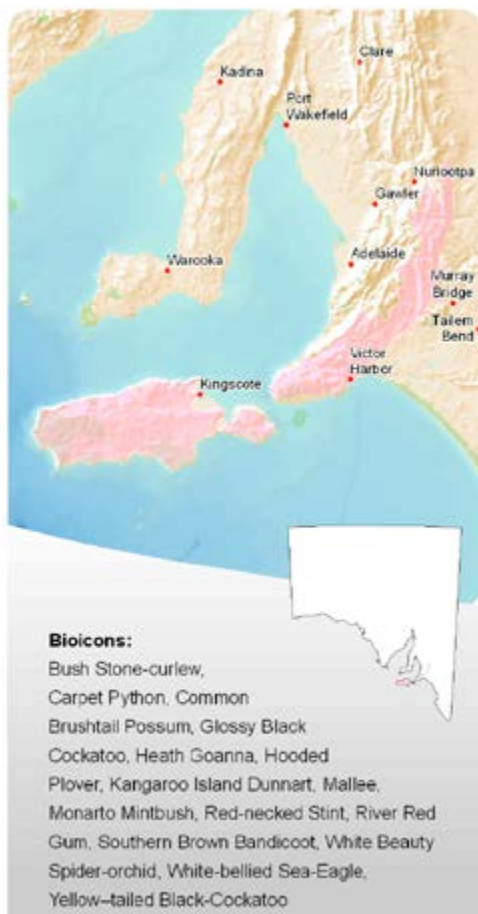 Clare
Kadina
Port
Wakefield
Nuriootpa
Gawler
Adelaide
Warooka
Murray
Bridge
Tailem
Bend
Victor
Harbor
Kingscote
Bioicons:
Bush Stone-curlew,
Carpet Python, Common
Brushtail Possum, Glossy Black
Cockatoo, Heath Goanna, Hooded
Plover, Kangaroo Island Dunnart, Mallee,
Monarto Mintbush, Red-necked Stint, River Red
Gum, Southern Brown Bandicoot, White Beauty
Spider-orchid, White-bellied Sea-Eagle,
Yellow–tailed Black-Cockatoo